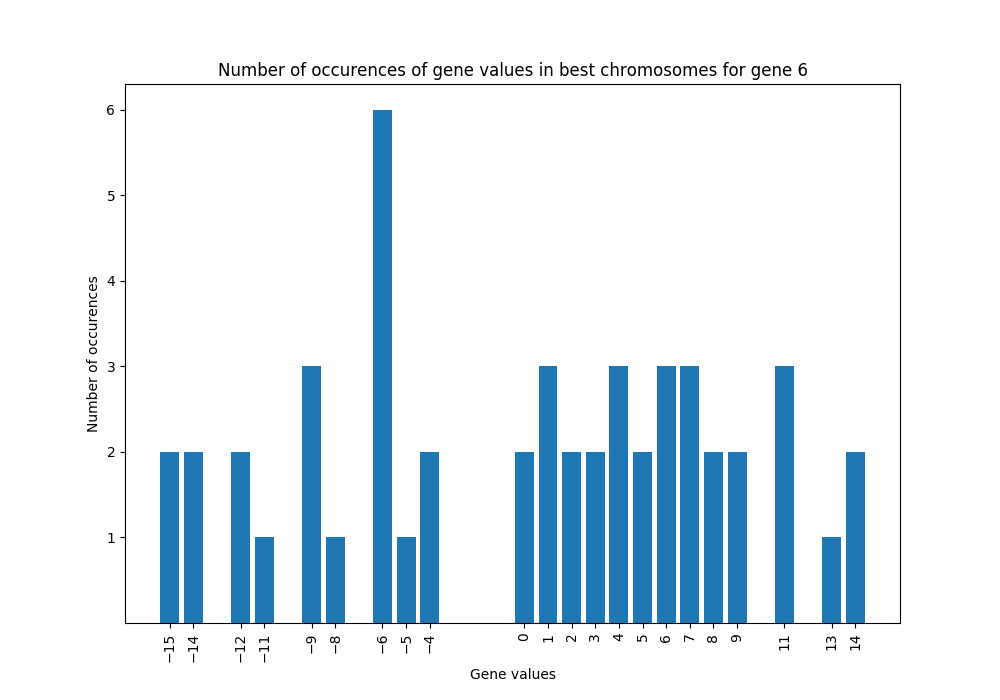 Number of occurences of gene values in best chromosomes for gene 6
Number of occurences
6
5
4
3
2
1
−15 −14 −12 −11 −9 −8 −6 −5 −4 0 1 2 3 4 5 6 7 8 9 11 13 14
Gene values